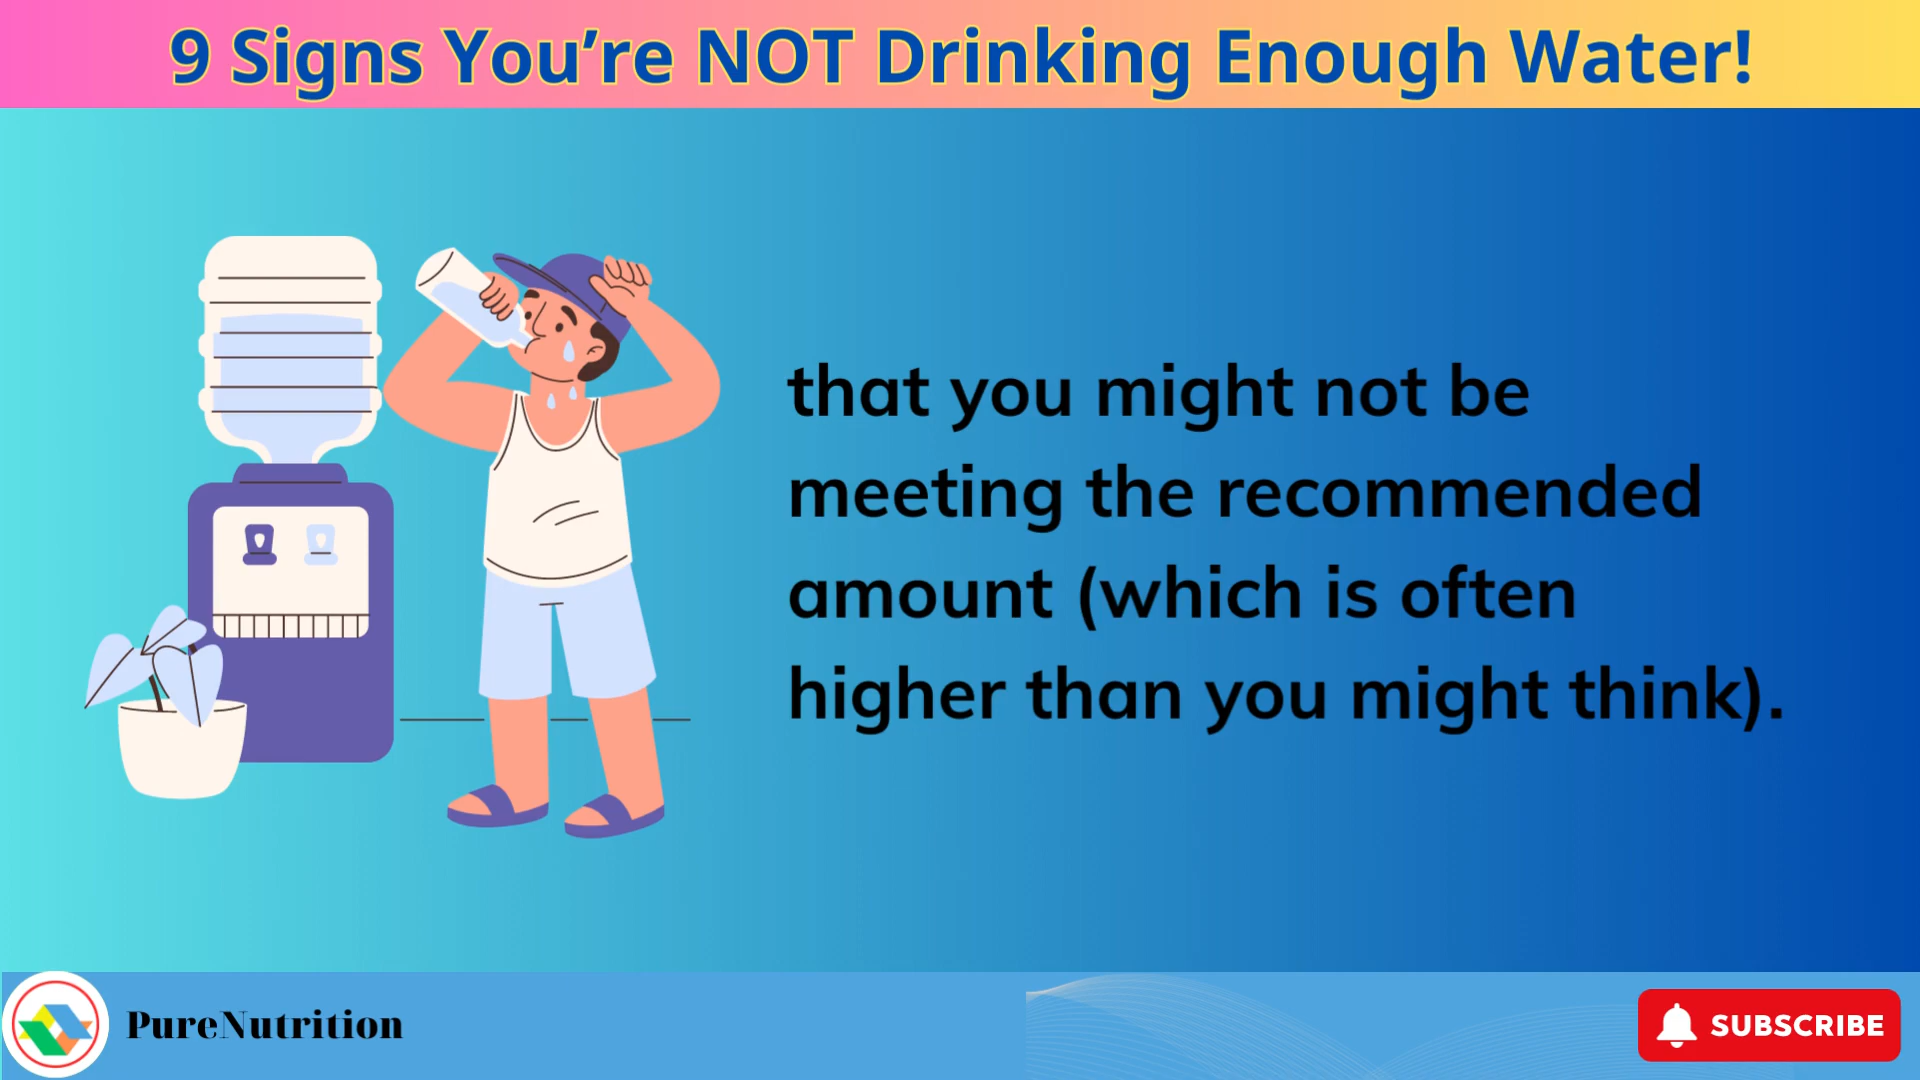 9 Signs You’re NOT Drinking Enough Water!
that you might not be
meeting the recommended
amount (which is often
higher than you might think).
PureNutrition
SUBSCRIBE